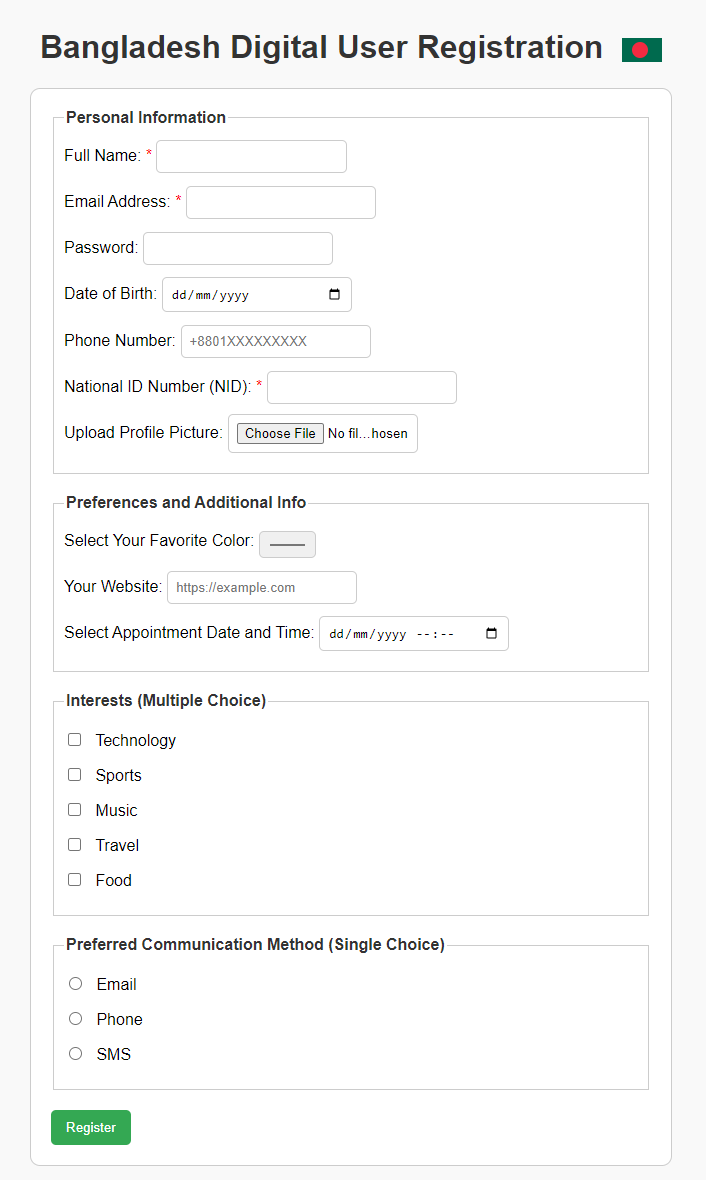 Bangladesh Digital User Registration
Personal Information
Full Name: *
Email Address: *
Password:
Date of Birth: dd/mm/yyyy
Phone Number: +8801XXXXXXXXX
National ID Number (NID): *
Upload Profile Picture: Choose File No fil...hosen
Preferences and Additional Info
Select Your Favorite Color:
Your Website: https://example.com
Select Appointment Date and Time: dd/mm/yyyy --:--
Interests (Multiple Choice)
Technology
Sports
Music
Travel
Food
Preferred Communication Method (Single Choice)
Email
Phone
SMS
Register